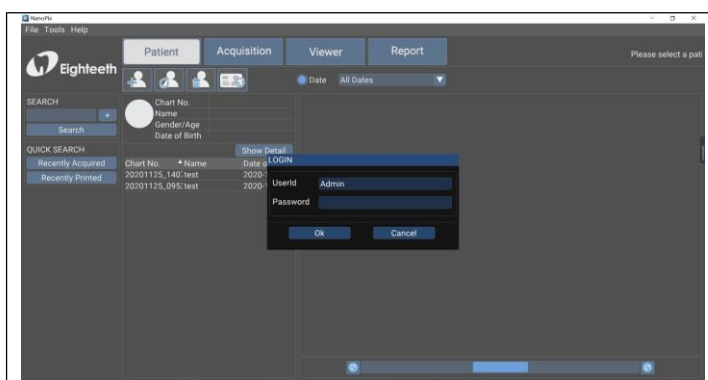 NanoPix
File Tools Help
Eighteeth
Patient Acquisition Viewer Report
Please select a pati
Date All Dates
SEARCH
+
Search
QUICK SEARCH
Recently Acquired
Recently Printed
Chart No.
Name
Gender/Age
Date of Birth
Show Detail
Chart No. Name Date o
20201125_140 test 2020-
20201125_095 test 2020-
LOGIN
UserId Admin
Password
Ok Cancel